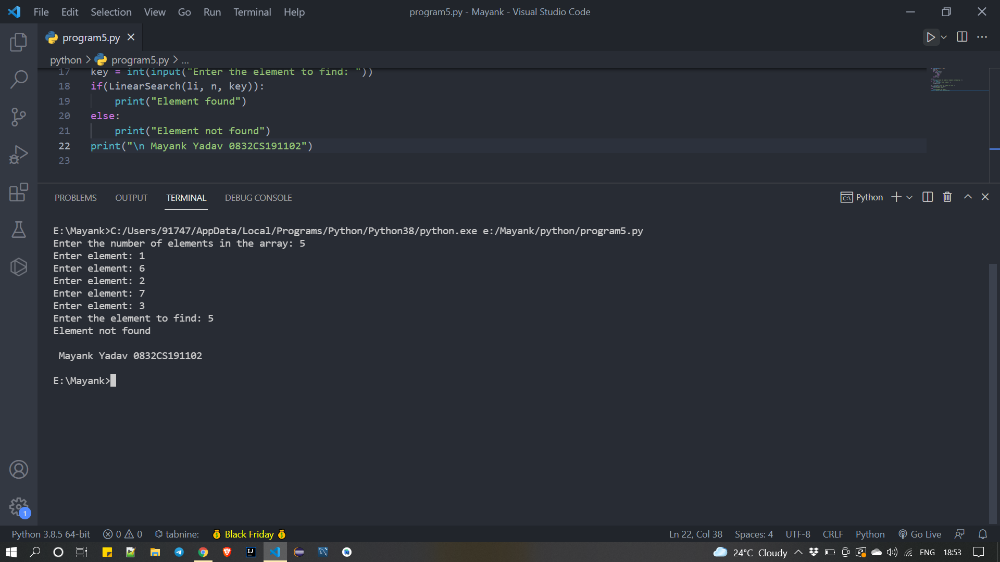 File Edit Selection View Go Run Terminal Help program5.py - Mayank - Visual Studio Code
program5.py
python > program5.py > ...
17 key = int(input("Enter the element to find: "))
18 if(LinearSearch(li, n, key)):
19 print("Element found")
20 else:
21 print("Element not found")
22 print("\n Mayank Yadav 0832CS191102")
23
PROBLEMS OUTPUT TERMINAL DEBUG CONSOLE Python
E:\Mayank>C:/Users/91747/AppData/Local/Programs/Python/Python38/python.exe e:/Mayank/python/program5.py
Enter the number of elements in the array: 5
Enter element: 1
Enter element: 6
Enter element: 2
Enter element: 7
Enter element: 3
Enter the element to find: 5
Element not found
Mayank Yadav 0832CS191102
E:\Mayank>
1
Python 3.8.5 64-bit 0 0 tabnine: Black Friday Ln 22, Col 38 Spaces: 4 UTF-8 CRLF Python Go Live
24°C Cloudy ENG 18:53